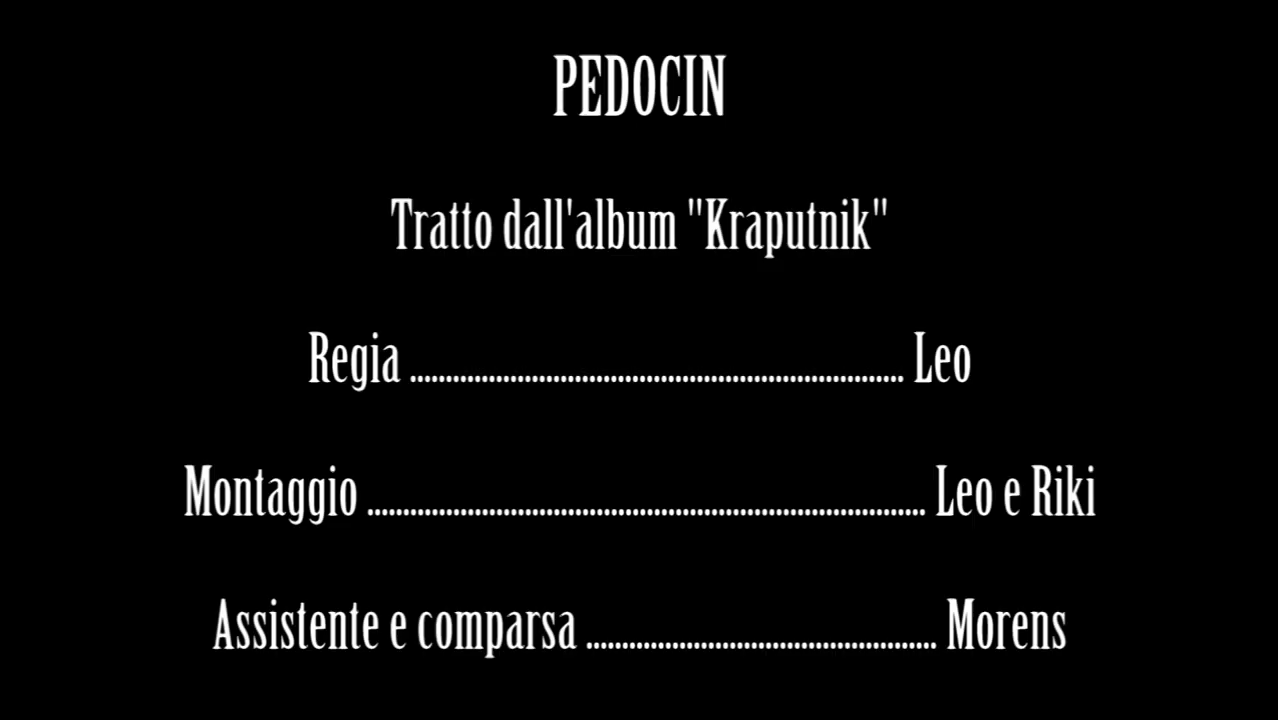 PEDOCIN
Tratto dall'album "Kraputnik"
Regia ..................................................................... Leo
Montaggio .............................................................................. Leo e Riki
Assistente e comparsa ................................................. Morens